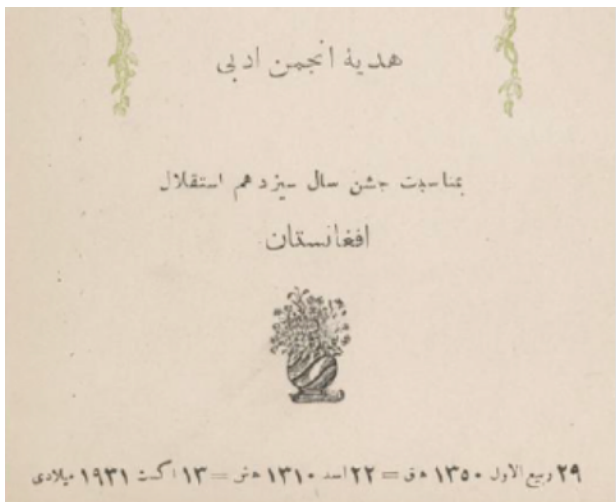 هدیهٔ انجمن ادبی
بمناسبت جشن سال سیزدهم استقلال
افغانستان
۲۹ ربیع الاول ۱۳۵۰ ه‍ق = ۲۲ اسد ۱۳۱۰ ه‍ش = ۱۳ اگست ۱۹۳۱ میلادی